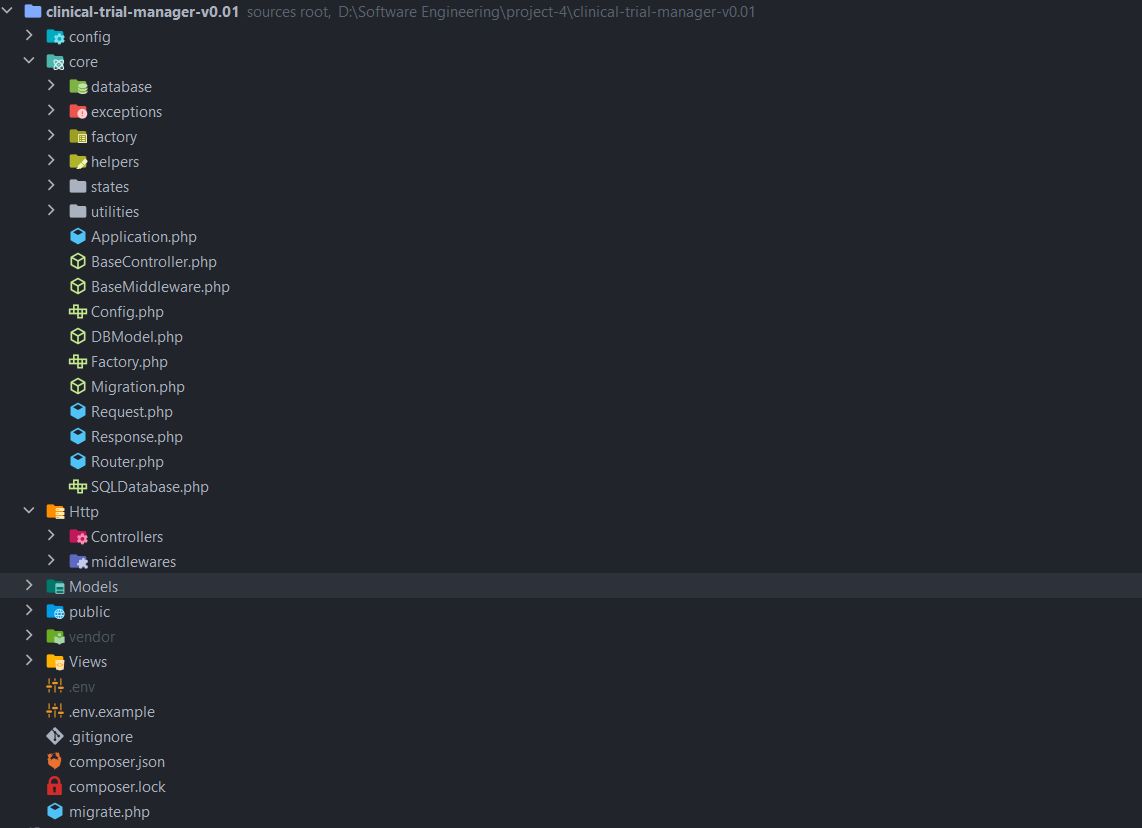 clinical-trial-manager-v0.01 sources root, D:\Software Engineering\project-4\clinical-trial-manager-v0.01
config
core
database
exceptions
factory
helpers
states
utilities
Application.php
BaseController.php
BaseMiddleware.php
Config.php
DBModel.php
Factory.php
Migration.php
Request.php
Response.php
Router.php
SQLDatabase.php
Http
Controllers
middlewares
Models
public
vendor
Views
.env
.env.example
.gitignore
composer.json
composer.lock
migrate.php